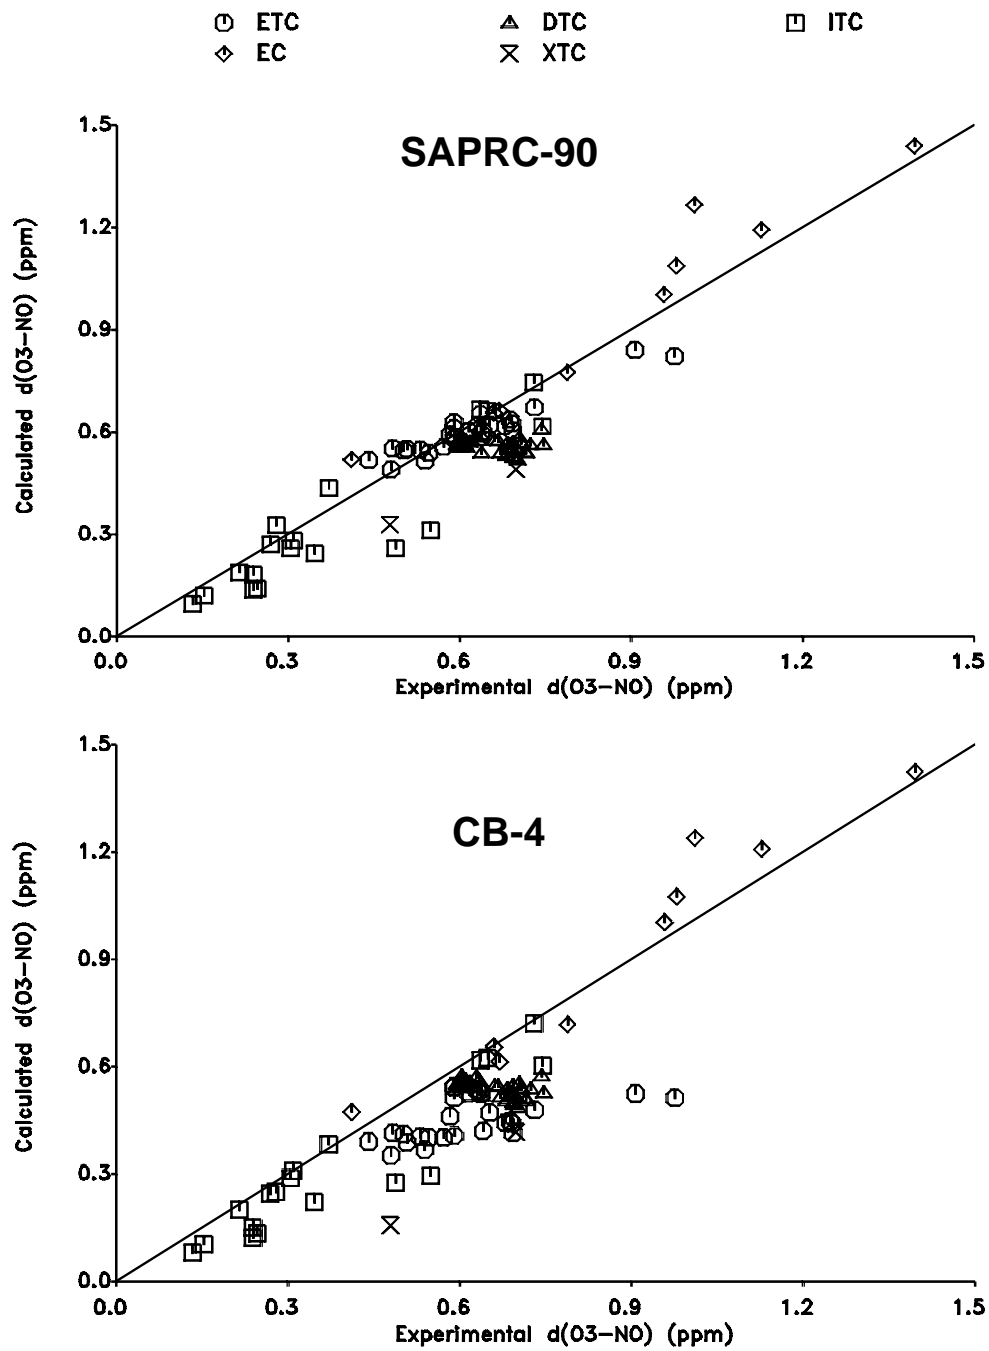 ETC DTC ITC
EC XTC
SAPRC-90
1.5
1.2
0.9
0.6
0.3
0.0
Calculated d(O3−NO) (ppm)
0.0 0.3 0.6 0.9 1.2 1.5
Experimental d(O3−NO) (ppm)
CB-4
1.5
1.2
0.9
0.6
0.3
0.0
Calculated d(O3−NO) (ppm)
0.0 0.3 0.6 0.9 1.2 1.5
Experimental d(O3−NO) (ppm)